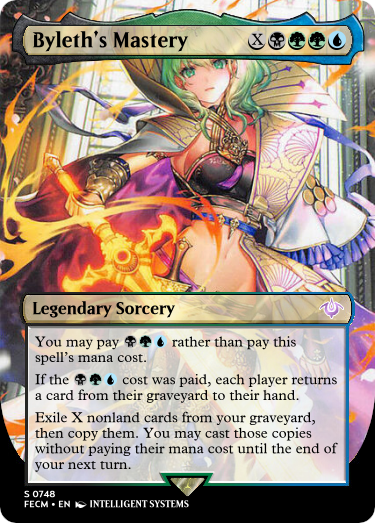 Byleth's Mastery X
You may pay rather than pay this
spell's mana cost.
If the cost was paid, each player returns
a card from their graveyard to their hand.
Exile X nonland cards from your graveyard,
then copy them. You may cast those copies
without paying their mana cost until the end of
your next turn.
Legendary Sorcery
S 0748
FECM • EN INTELLIGENT SYSTEMS